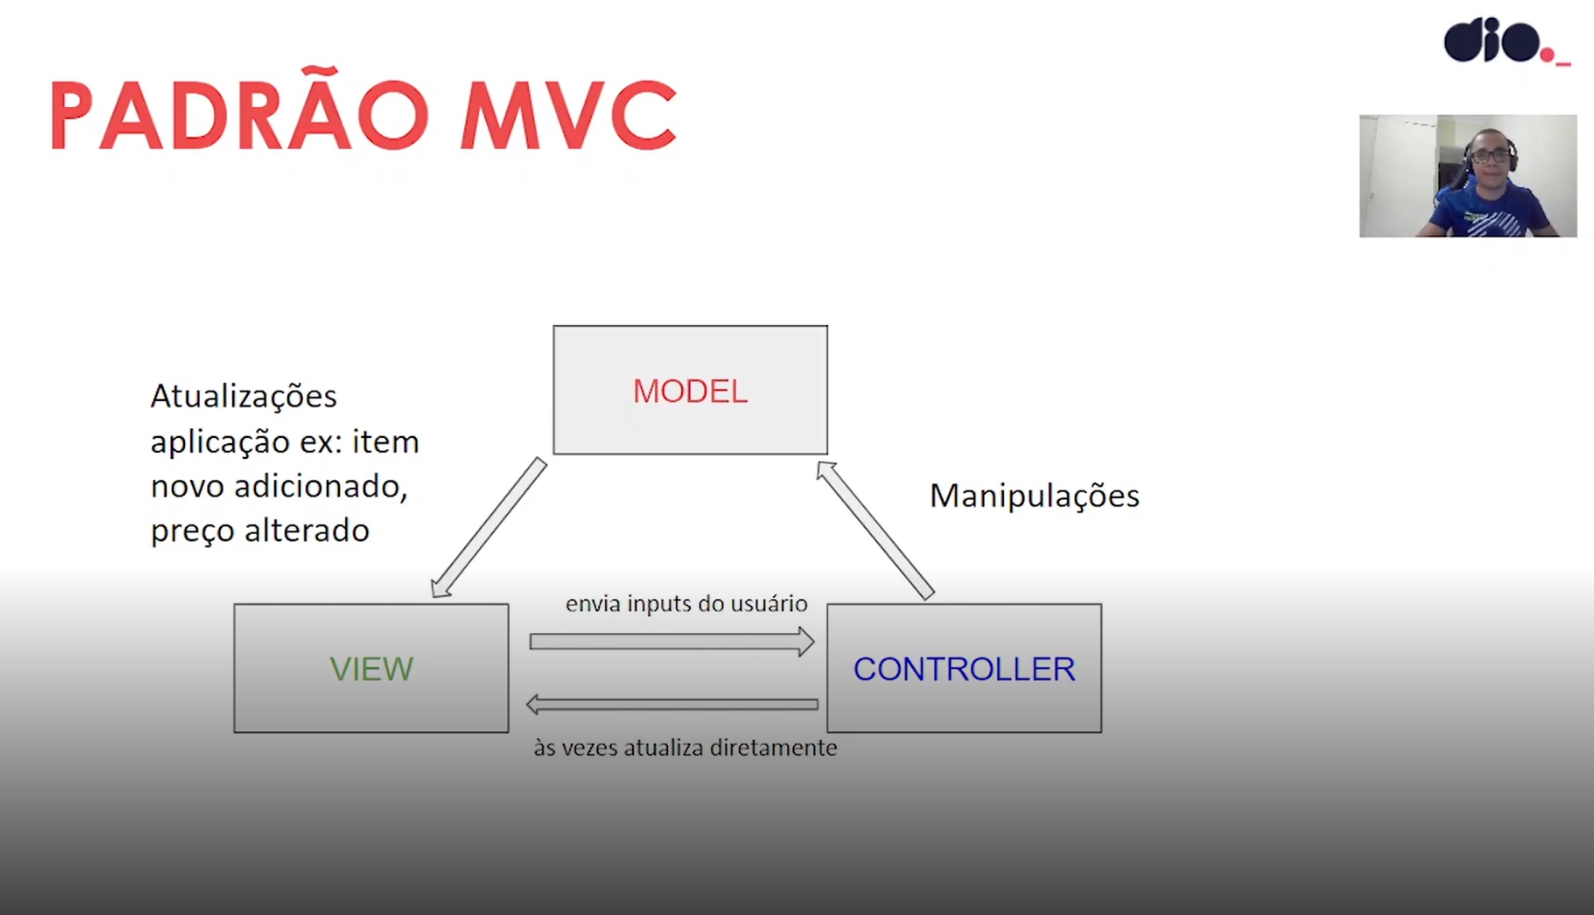 dio._
PADRÃO MVC
MODEL
Atualizações
aplicação ex: item
novo adicionado,
preço alterado
Manipulações
envia inputs do usuário
VIEW
CONTROLLER
às vezes atualiza diretamente